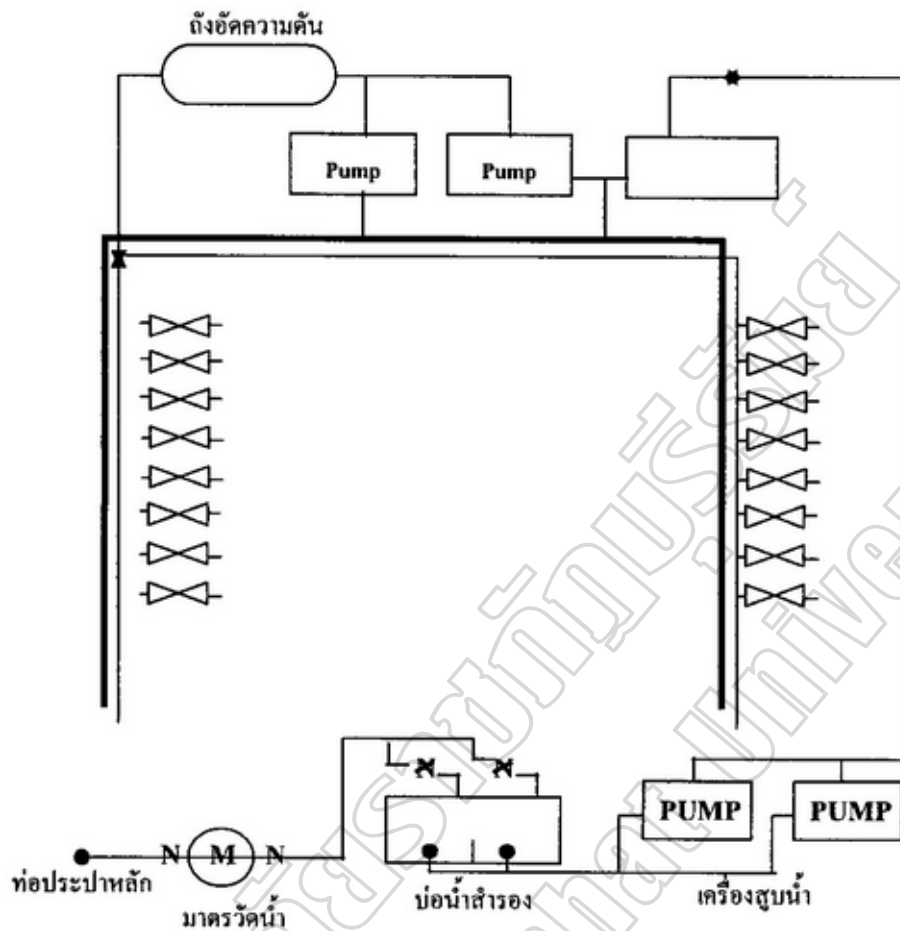 ถังอัดความดัน
Pump Pump
PUMP PUMP
N M N
ท่อประปาหลัก
มาตรวัดน้ำ
บ่อน้ำสำรอง
เครื่องสูบน้ำ